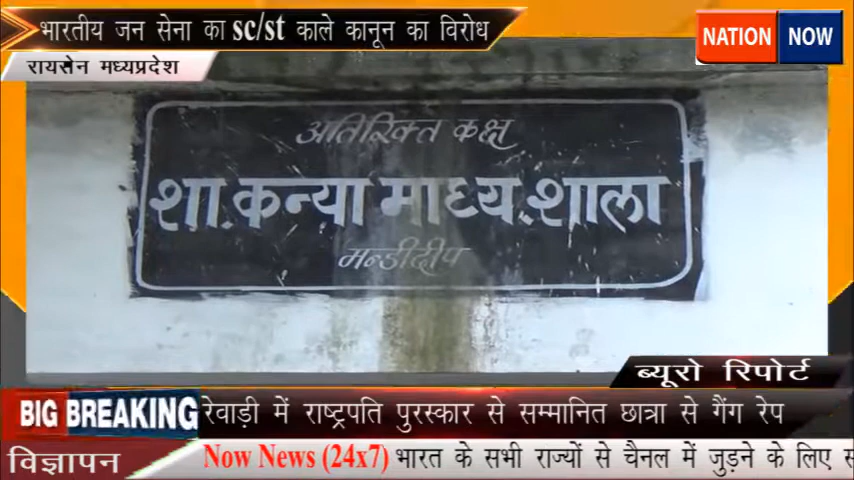 भारतीय जन सेना का sc/st काले कानून का विरोध
NATION NOW
रायसेन मध्यप्रदेश
अतिरिक्त कक्ष
शा. कन्या माध्य. शाला
मन्डीदीप
ब्यूरो रिपोर्ट
BIG BREAKING रेवाड़ी में राष्ट्रपति पुरस्कार से सम्मानित छात्रा से गैंग रेप
विज्ञापन Now News (24x7) भारत के सभी राज्यों से चैनल में जुड़ने के लिए